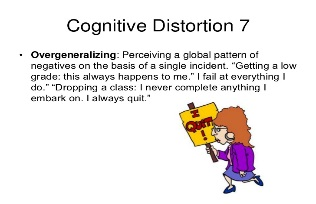 Cognitive Distortion 7
• Overgeneralizing: Perceiving a global pattern of
negatives on the basis of a single incident. “Getting a low
grade: this always happens to me.” I fail at everything I
do.” “Dropping a class: I never complete anything I
embark on. I always quit.”
I
QUIT
!